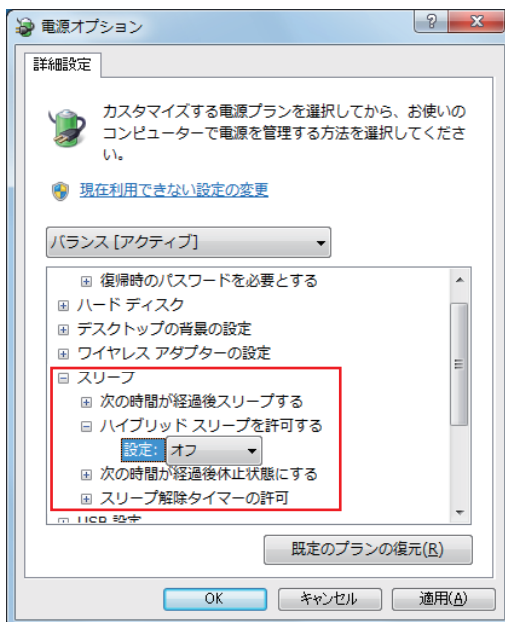 電源オプション
詳細設定
カスタマイズする電源プランを選択してから、お使いの
コンピューターで電源を管理する方法を選択してくださ
い。
現在利用できない設定の変更
バランス [アクティブ]
復帰時のパスワードを必要とする
ハード ディスク
デスクトップの背景の設定
ワイヤレス アダプターの設定
スリープ
次の時間が経過後スリープする
ハイブリッド スリープを許可する
設定: オフ
次の時間が経過後休止状態にする
スリープ解除タイマーの許可
USB 設定
既定のプランの復元(R)
OK キャンセル 適用(A)